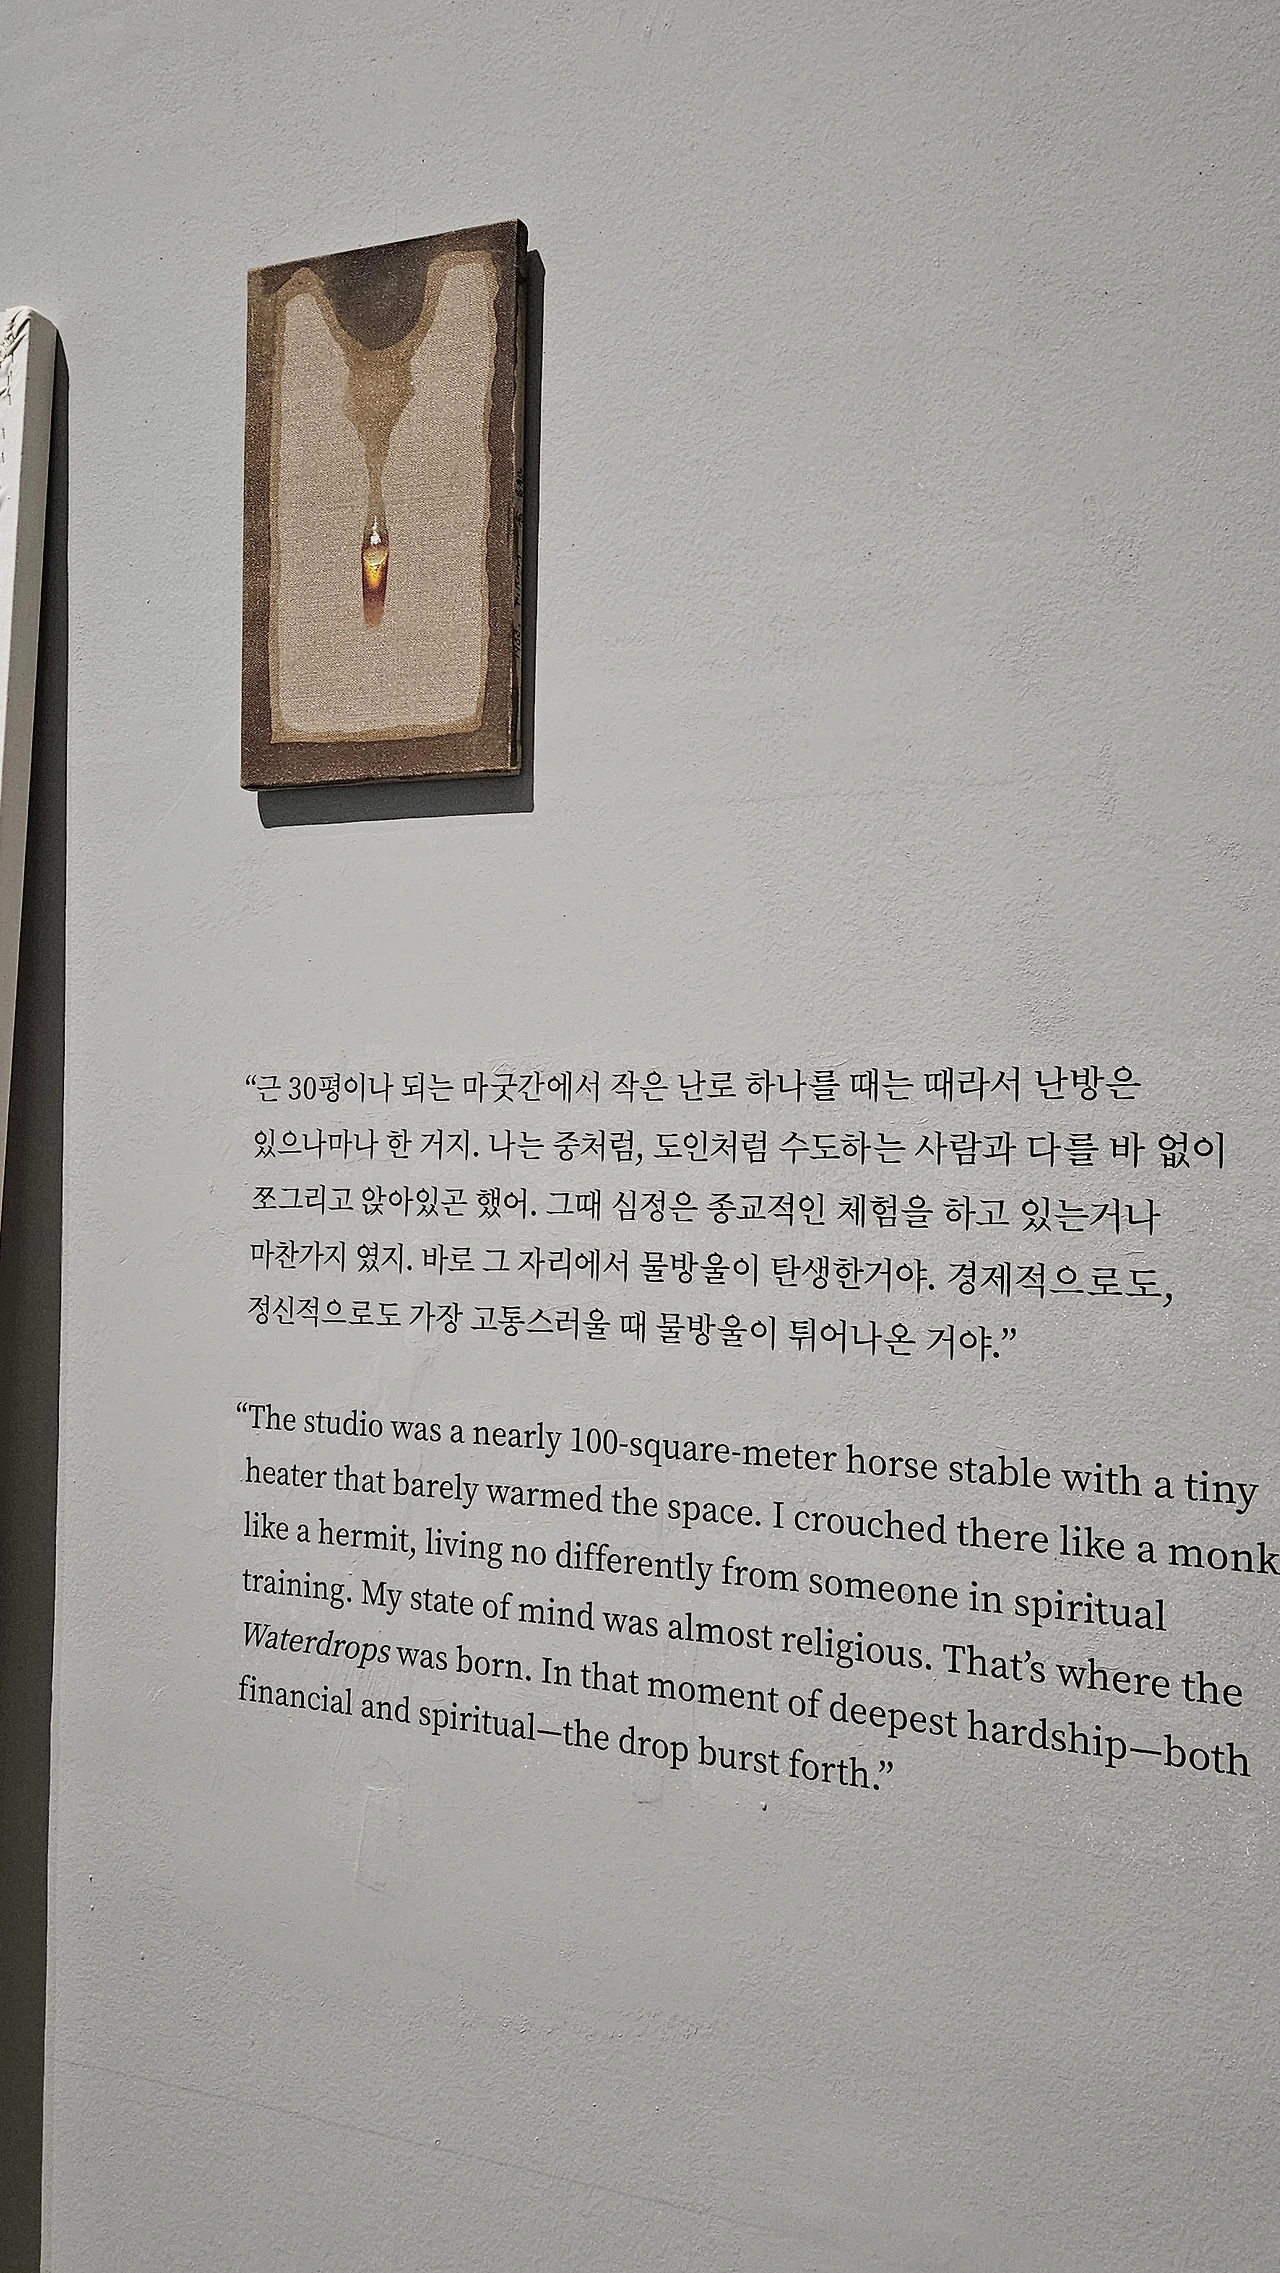 “근 30평이나 되는 마굿간에서 작은 난로 하나를 때는 때라서 난방은
있으나마나 한 거지. 나는 중처럼, 도인처럼 수도하는 사람과 다를 바 없이
쪼그리고 앉아있곤 했어. 그때 심정은 종교적인 체험을 하고 있는거나
마찬가지 였지. 바로 그 자리에서 물방울이 탄생한거야. 경제적으로도,
정신적으로도 가장 고통스러울 때 물방울이 튀어나온 거야.”
“The studio was a nearly 100-square-meter horse stable with a tiny
heater that barely warmed the space. I crouched there like a monk
like a hermit, living no differently from someone in spiritual
training. My state of mind was almost religious. That’s where the
Waterdrops was born. In that moment of deepest hardship—both
financial and spiritual—the drop burst forth.”